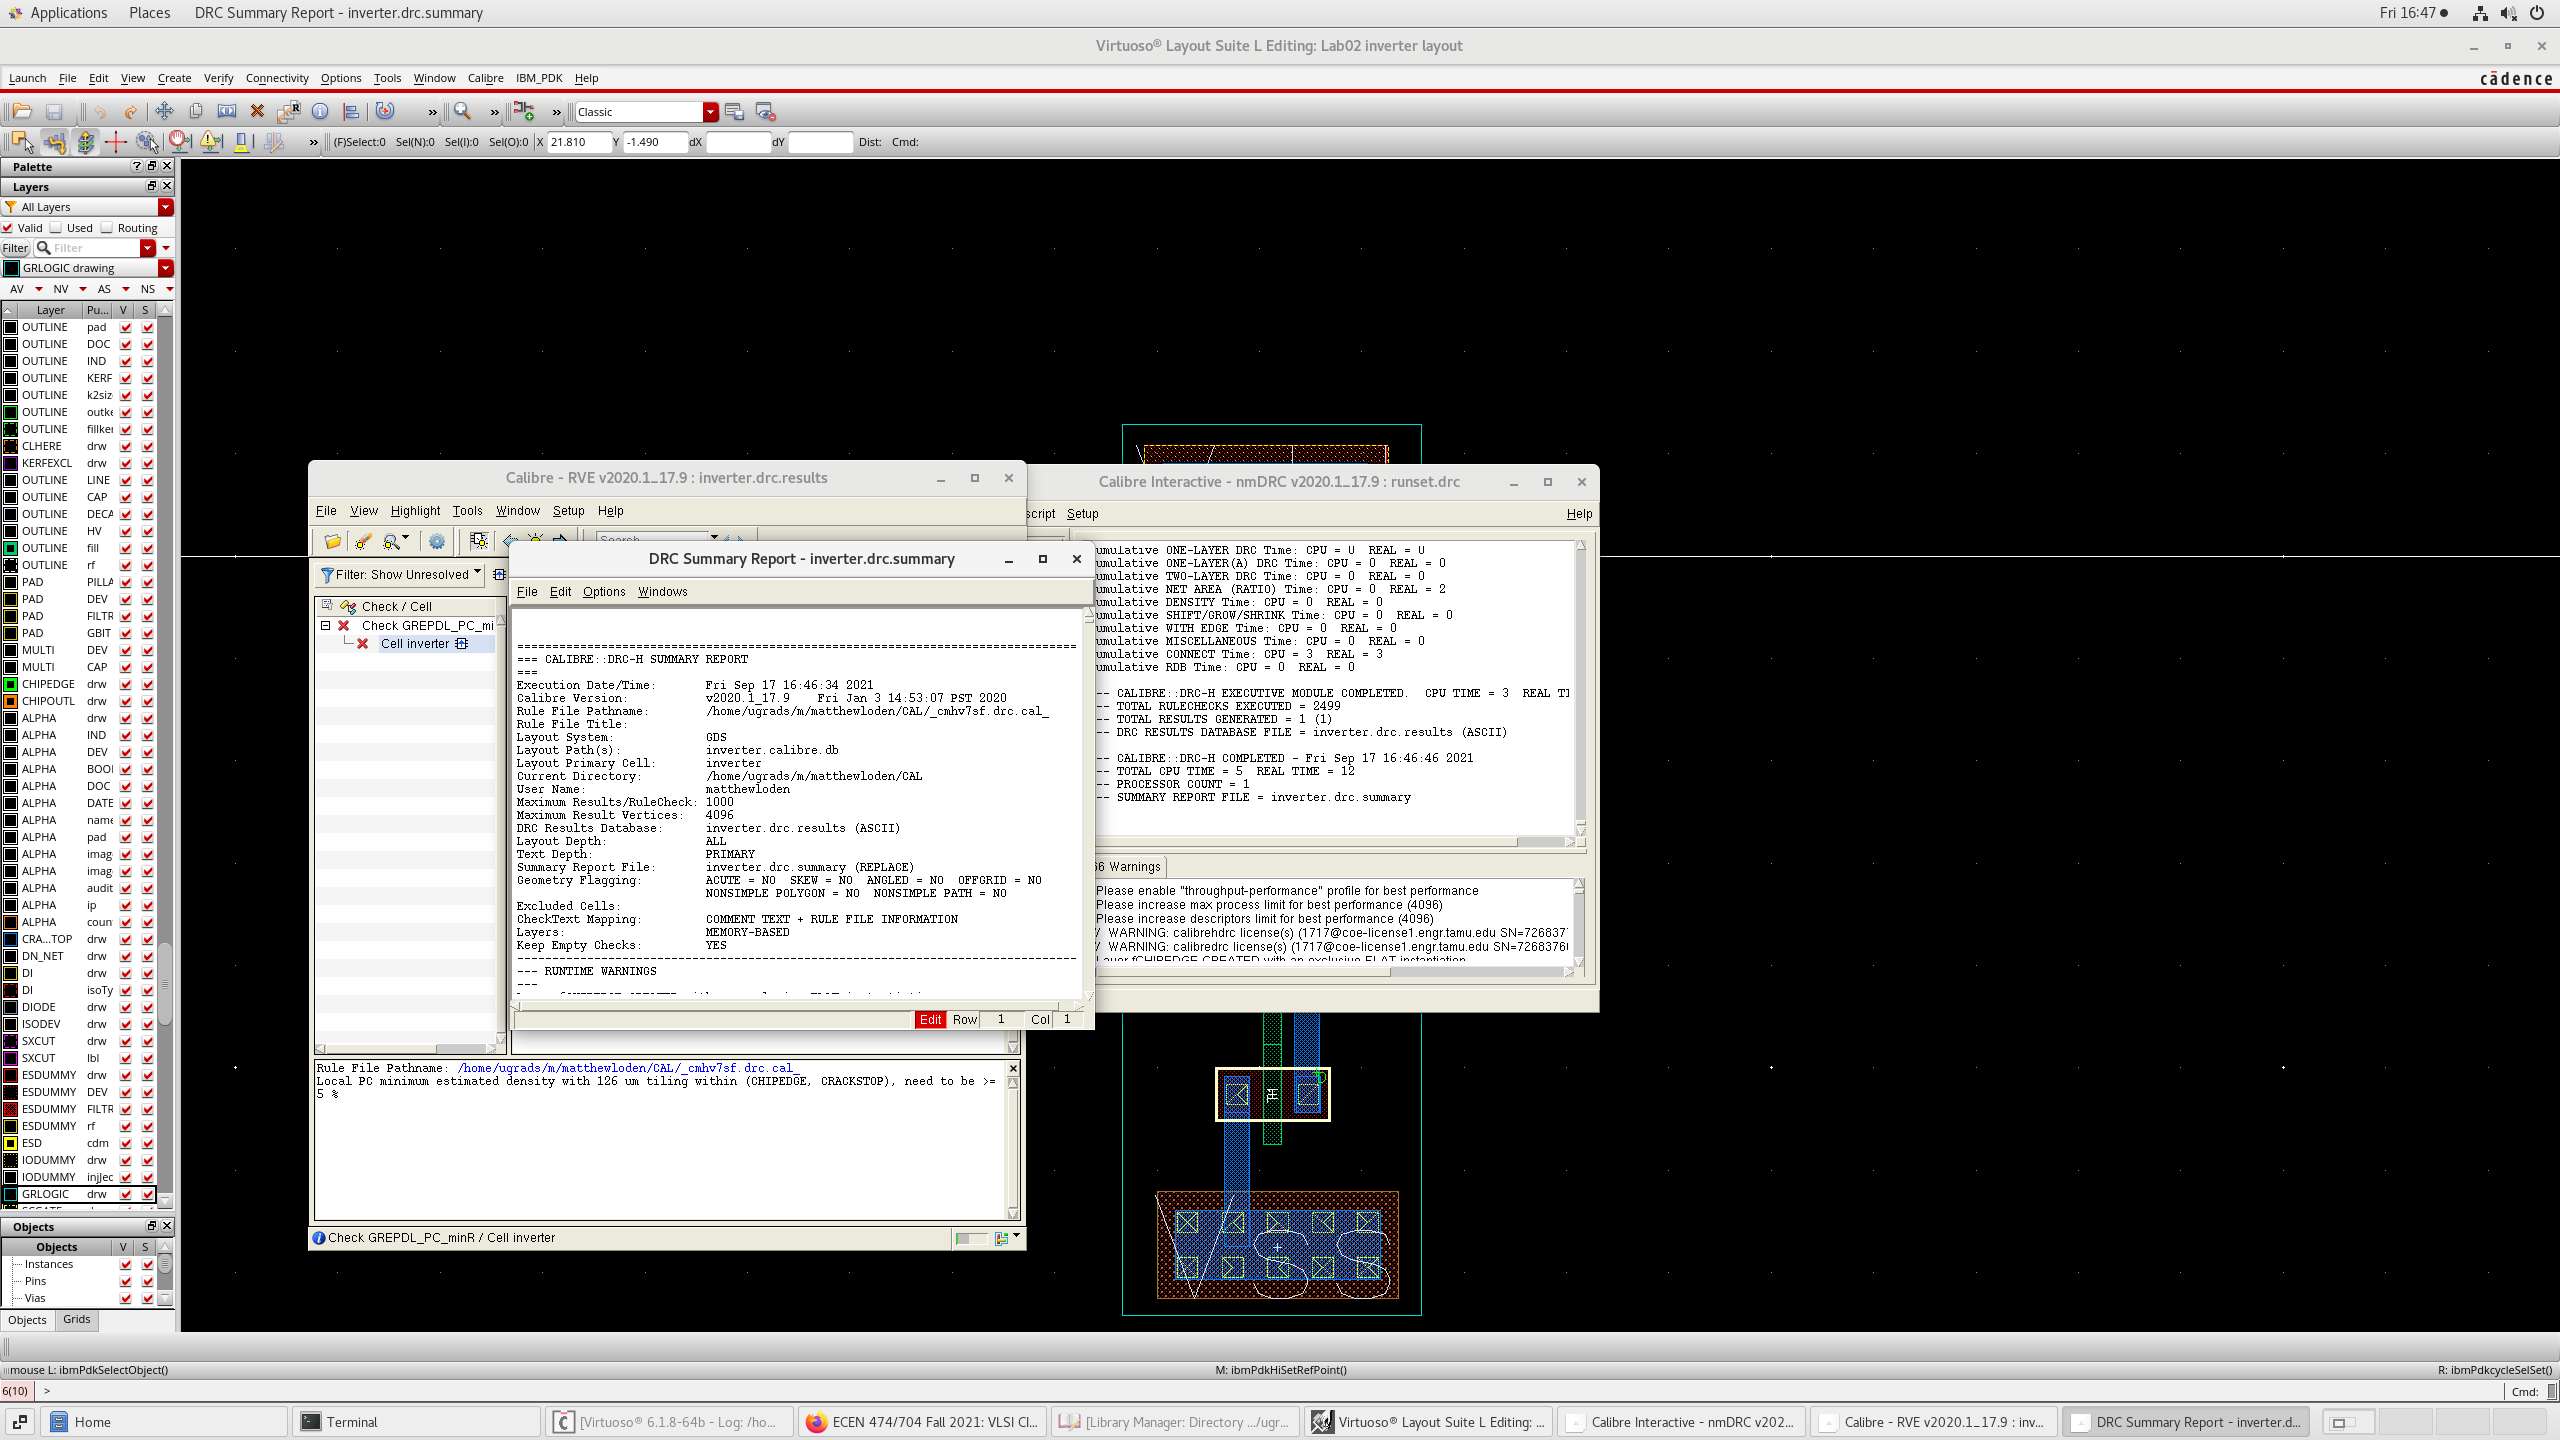 Applications Places DRC Summary Report - inverter.drc.summary Fri 16:47
Virtuoso® Layout Suite L Editing: Lab02 inverter layout
Launch File Edit View Create Verify Connectivity Options Tools Window Calibre IBM_PDK Help cādence
» » » Classic
» (F)Select:0 Sel(N):0 Sel(I):0 Sel(O):0 X 21.810 Y -1.490 dX dY Dist: Cmd:
Palette
Layers
All Layers
Valid Used Routing
Filter Filter
GRLOGIC drawing
AV NV AS NS
Layer Pu... V S
OUTLINE pad
OUTLINE DOC
OUTLINE IND
OUTLINE KERF
OUTLINE k2siz
OUTLINE outke
OUTLINE fillker
CLHERE drw
KERFEXCL drw
OUTLINE LINE
OUTLINE CAP
OUTLINE DECA
OUTLINE HV
OUTLINE fill
OUTLINE rf
PAD PILLA
PAD DEV
PAD FILTR
PAD GBIT
MULTI DEV
MULTI CAP
CHIPEDGE drw
CHIPOUTL drw
ALPHA drw
ALPHA IND
ALPHA DEV
ALPHA BOOI
ALPHA DOC
ALPHA DATE
ALPHA name
ALPHA pad
ALPHA imag
ALPHA imag
ALPHA audit
ALPHA ip
ALPHA coun
CRA...TOP drw
DN_NET drw
DI drw
DI isoTy
DIODE drw
ISODEV drw
SXCUT drw
SXCUT lbl
ESDUMMY drw
ESDUMMY DEV
ESDUMMY FILTR
ESDUMMY rf
ESD cdm
IODUMMY drw
IODUMMY injlec
GRLOGIC drw
Objects
Objects V S
Instances
Pins
Vias
Objects Grids
Calibre - RVE v2020.1_17.9 : inverter.drc.results
File View Highlight Tools Window Setup Help
Search
Filter: Show Unresolved
Check / Cell
Check GREPDL_PC_mi
Cell inverter
Rule File Pathname: /home/ugrads/m/matthewloden/CAL/_cmhv7sf.drc.cal_
Local PC minimum estimated density with 126 um tiling within (CHIPEDGE, CRACKSTOP), need to be >=
5 %
Check GREPDL_PC_minR / Cell inverter
DRC Summary Report - inverter.drc.summary
File Edit Options Windows
=== CALIBRE::DRC-H SUMMARY REPORT
===
Execution Date/Time: Fri Sep 17 16:46:34 2021
Calibre Version: v2020.1_17.9 Fri Jan 3 14:53:07 PST 2020
Rule File Pathname: /home/ugrads/m/matthewloden/CAL/_cmhv7sf.drc.cal_
Rule File Title:
Layout System: GDS
Layout Path(s): inverter.calibre.db
Layout Primary Cell: inverter
Current Directory: /home/ugrads/m/matthewloden/CAL
User Name: matthewloden
Maximum Results/RuleCheck: 1000
Maximum Result Vertices: 4096
DRC Results Database: inverter.drc.results (ASCII)
Layout Depth: ALL
Text Depth: PRIMARY
Summary Report File: inverter.drc.summary (REPLACE)
Geometry Flagging: ACUTE = NO SKEW = NO ANGLED = NO OFFGRID = NO
NONSIMPLE POLYGON = NO NONSIMPLE PATH = NO
Excluded Cells:
CheckText Mapping: COMMENT TEXT + RULE FILE INFORMATION
Layers: MEMORY-BASED
Keep Empty Checks: YES
--- RUNTIME WARNINGS
---
Edit Row 1 Col 1
Calibre Interactive - nmDRC v2020.1_17.9 : runset.drc
script Setup Help
umulative ONE-LAYER DRC Time: CPU = 0 REAL = 0
umulative ONE-LAYER(A) DRC Time: CPU = 0 REAL = 0
umulative TWO-LAYER DRC Time: CPU = 0 REAL = 0
umulative NET AREA (RATIO) Time: CPU = 0 REAL = 2
umulative DENSITY Time: CPU = 0 REAL = 0
umulative SHIFT/GROW/SHRINK Time: CPU = 0 REAL = 0
umulative WITH EDGE Time: CPU = 0 REAL = 0
umulative MISCELLANEOUS Time: CPU = 0 REAL = 0
umulative CONNECT Time: CPU = 3 REAL = 3
umulative RDB Time: CPU = 0 REAL = 0
-- CALIBRE::DRC-H EXECUTIVE MODULE COMPLETED. CPU TIME = 3 REAL TI
-- TOTAL RULECHECKS EXECUTED = 2499
-- TOTAL RESULTS GENERATED = 1 (1)
-- DRC RESULTS DATABASE FILE = inverter.drc.results (ASCII)
-- CALIBRE::DRC-H COMPLETED - Fri Sep 17 16:46:46 2021
-- TOTAL CPU TIME = 5 REAL TIME = 12
-- PROCESSOR COUNT = 1
-- SUMMARY REPORT FILE = inverter.drc.summary
66 Warnings
Please enable "throughput-performance" profile for best performance
Please increase max process limit for best performance (4096)
Please increase descriptors limit for best performance (4096)
/ WARNING: calibrehdrc license(s) (1717@coe-license1.engr.tamu.edu SN=726837
/ WARNING: calibredrc license(s) (1717@coe-license1.engr.tamu.edu SN=7268376
Layer fCHIPEDGE CREATED with an exclusive FLAT instantiation
VSS
mouse L: ibmPdkSelectObject() M: ibmPdkHiSetRefPoint() R: ibmPdkcycleSelSet()
6(10) > Cmd:
Home Terminal [Virtuoso® 6.1.8-64b - Log: /ho... ECEN 474/704 Fall 2021: VLSI CI... [Library Manager: Directory .../ugr... Virtuoso® Layout Suite L Editing: ... Calibre Interactive - nmDRC v202... Calibre - RVE v2020.1_17.9 : inv... DRC Summary Report - inverter.d...